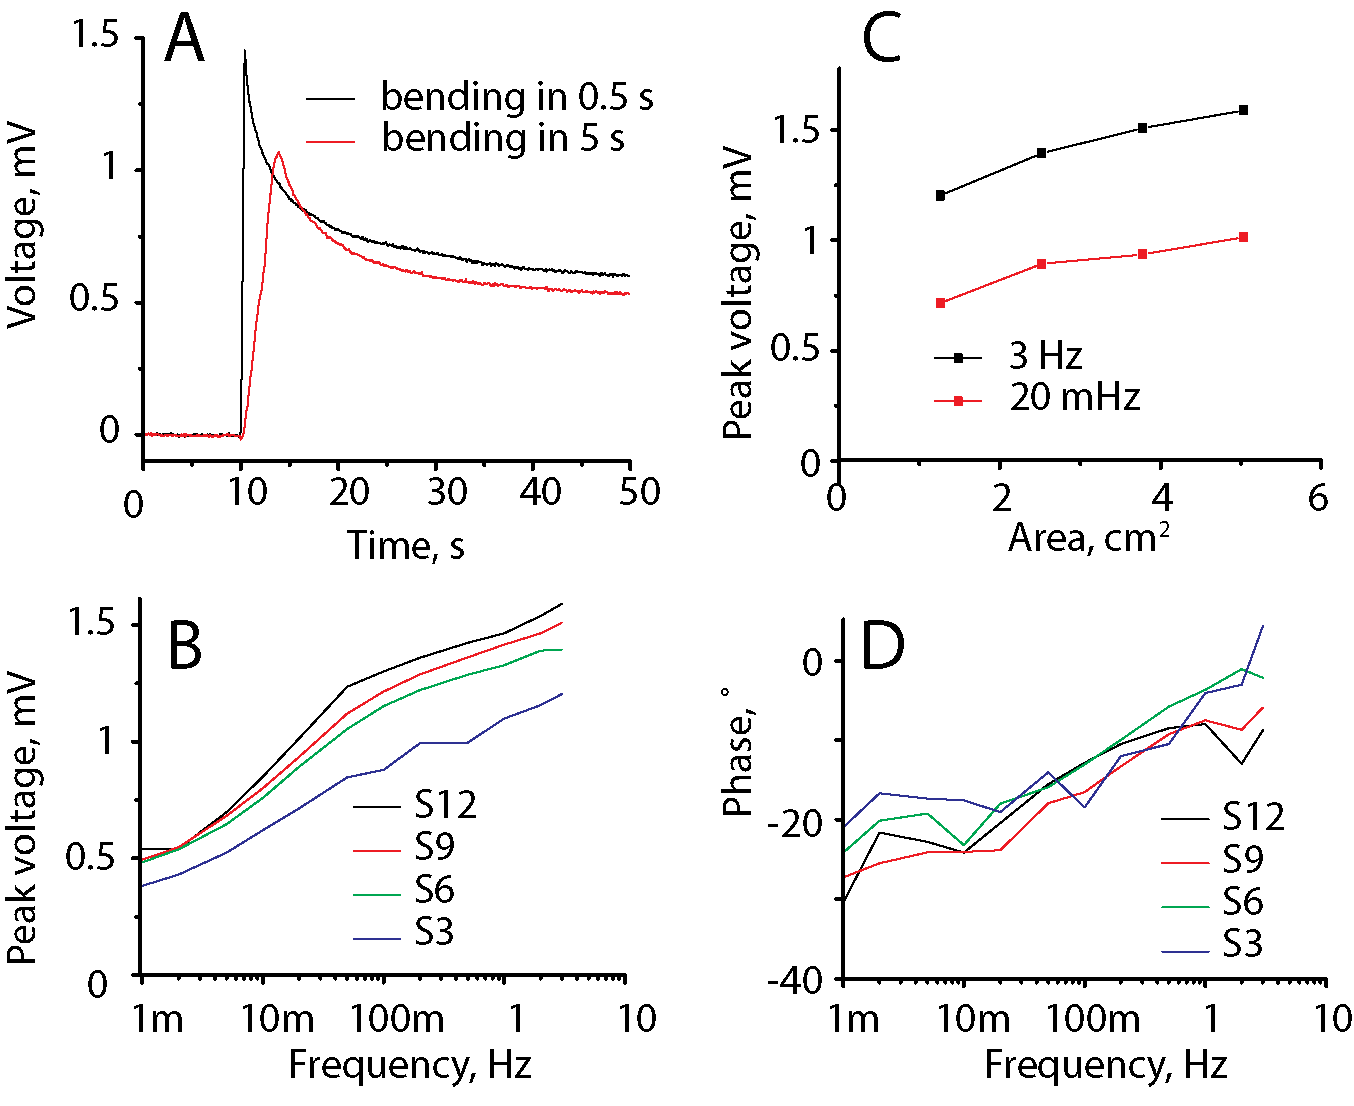 A
Voltage, mV
1.5
1
0.5
0
bending in 0.5 s
bending in 5 s
0 10 20 30 40 50
Time, s
C
Peak voltage, mV
1.5
1
0.5
0
3 Hz
20 mHz
0 2 4 6
Area, cm²
B
Peak voltage, mV
1.5
1
0.5
0
S12
S9
S6
S3
1m 10m 100m 1 10
Frequency, Hz
D
Phase, °
0
-20
-40
S12
S9
S6
S3
1m 10m 100m 1 10
Frequency, Hz